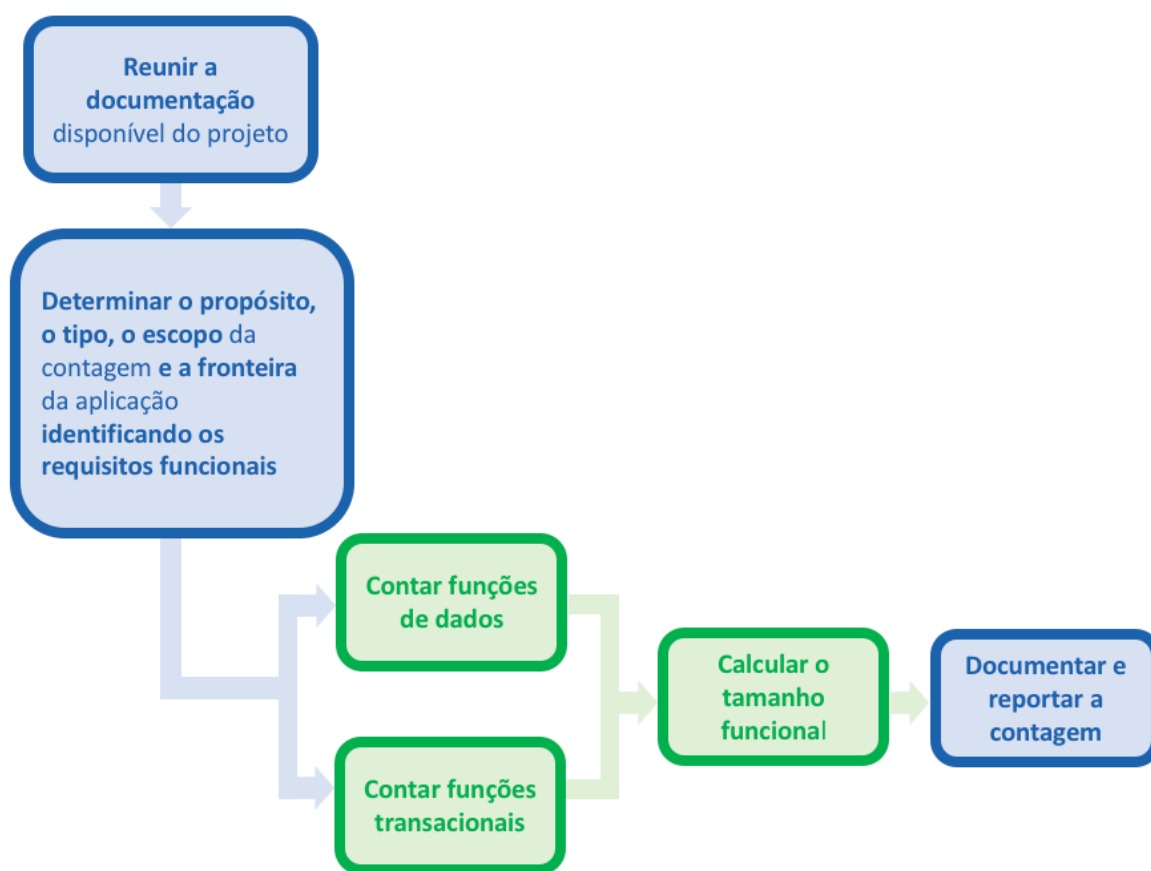 Reunir a
documentação
disponível do projeto
Determinar o propósito,
o tipo, o escopo da
contagem e a fronteira
da aplicação
identificando os
requisitos funcionais
Contar funções
de dados
Contar funções
transacionais
Calcular o
tamanho
funcional
Documentar e
reportar a
contagem